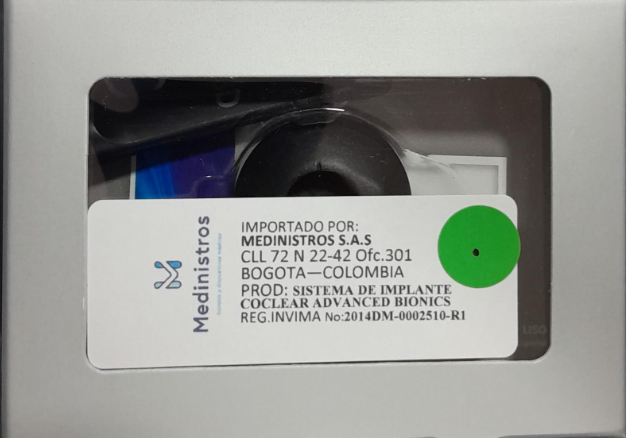 Medinistros
IMPORTADO POR:
MEDINISTROS S.A.S
CLL 72 N 22-42 Ofc.301
BOGOTA—COLOMBIA
PROD: SISTEMA DE IMPLANTE
COCLEAR ADVANCED BIONICS
REG.INVIMA No:2014DM-0002510-R1